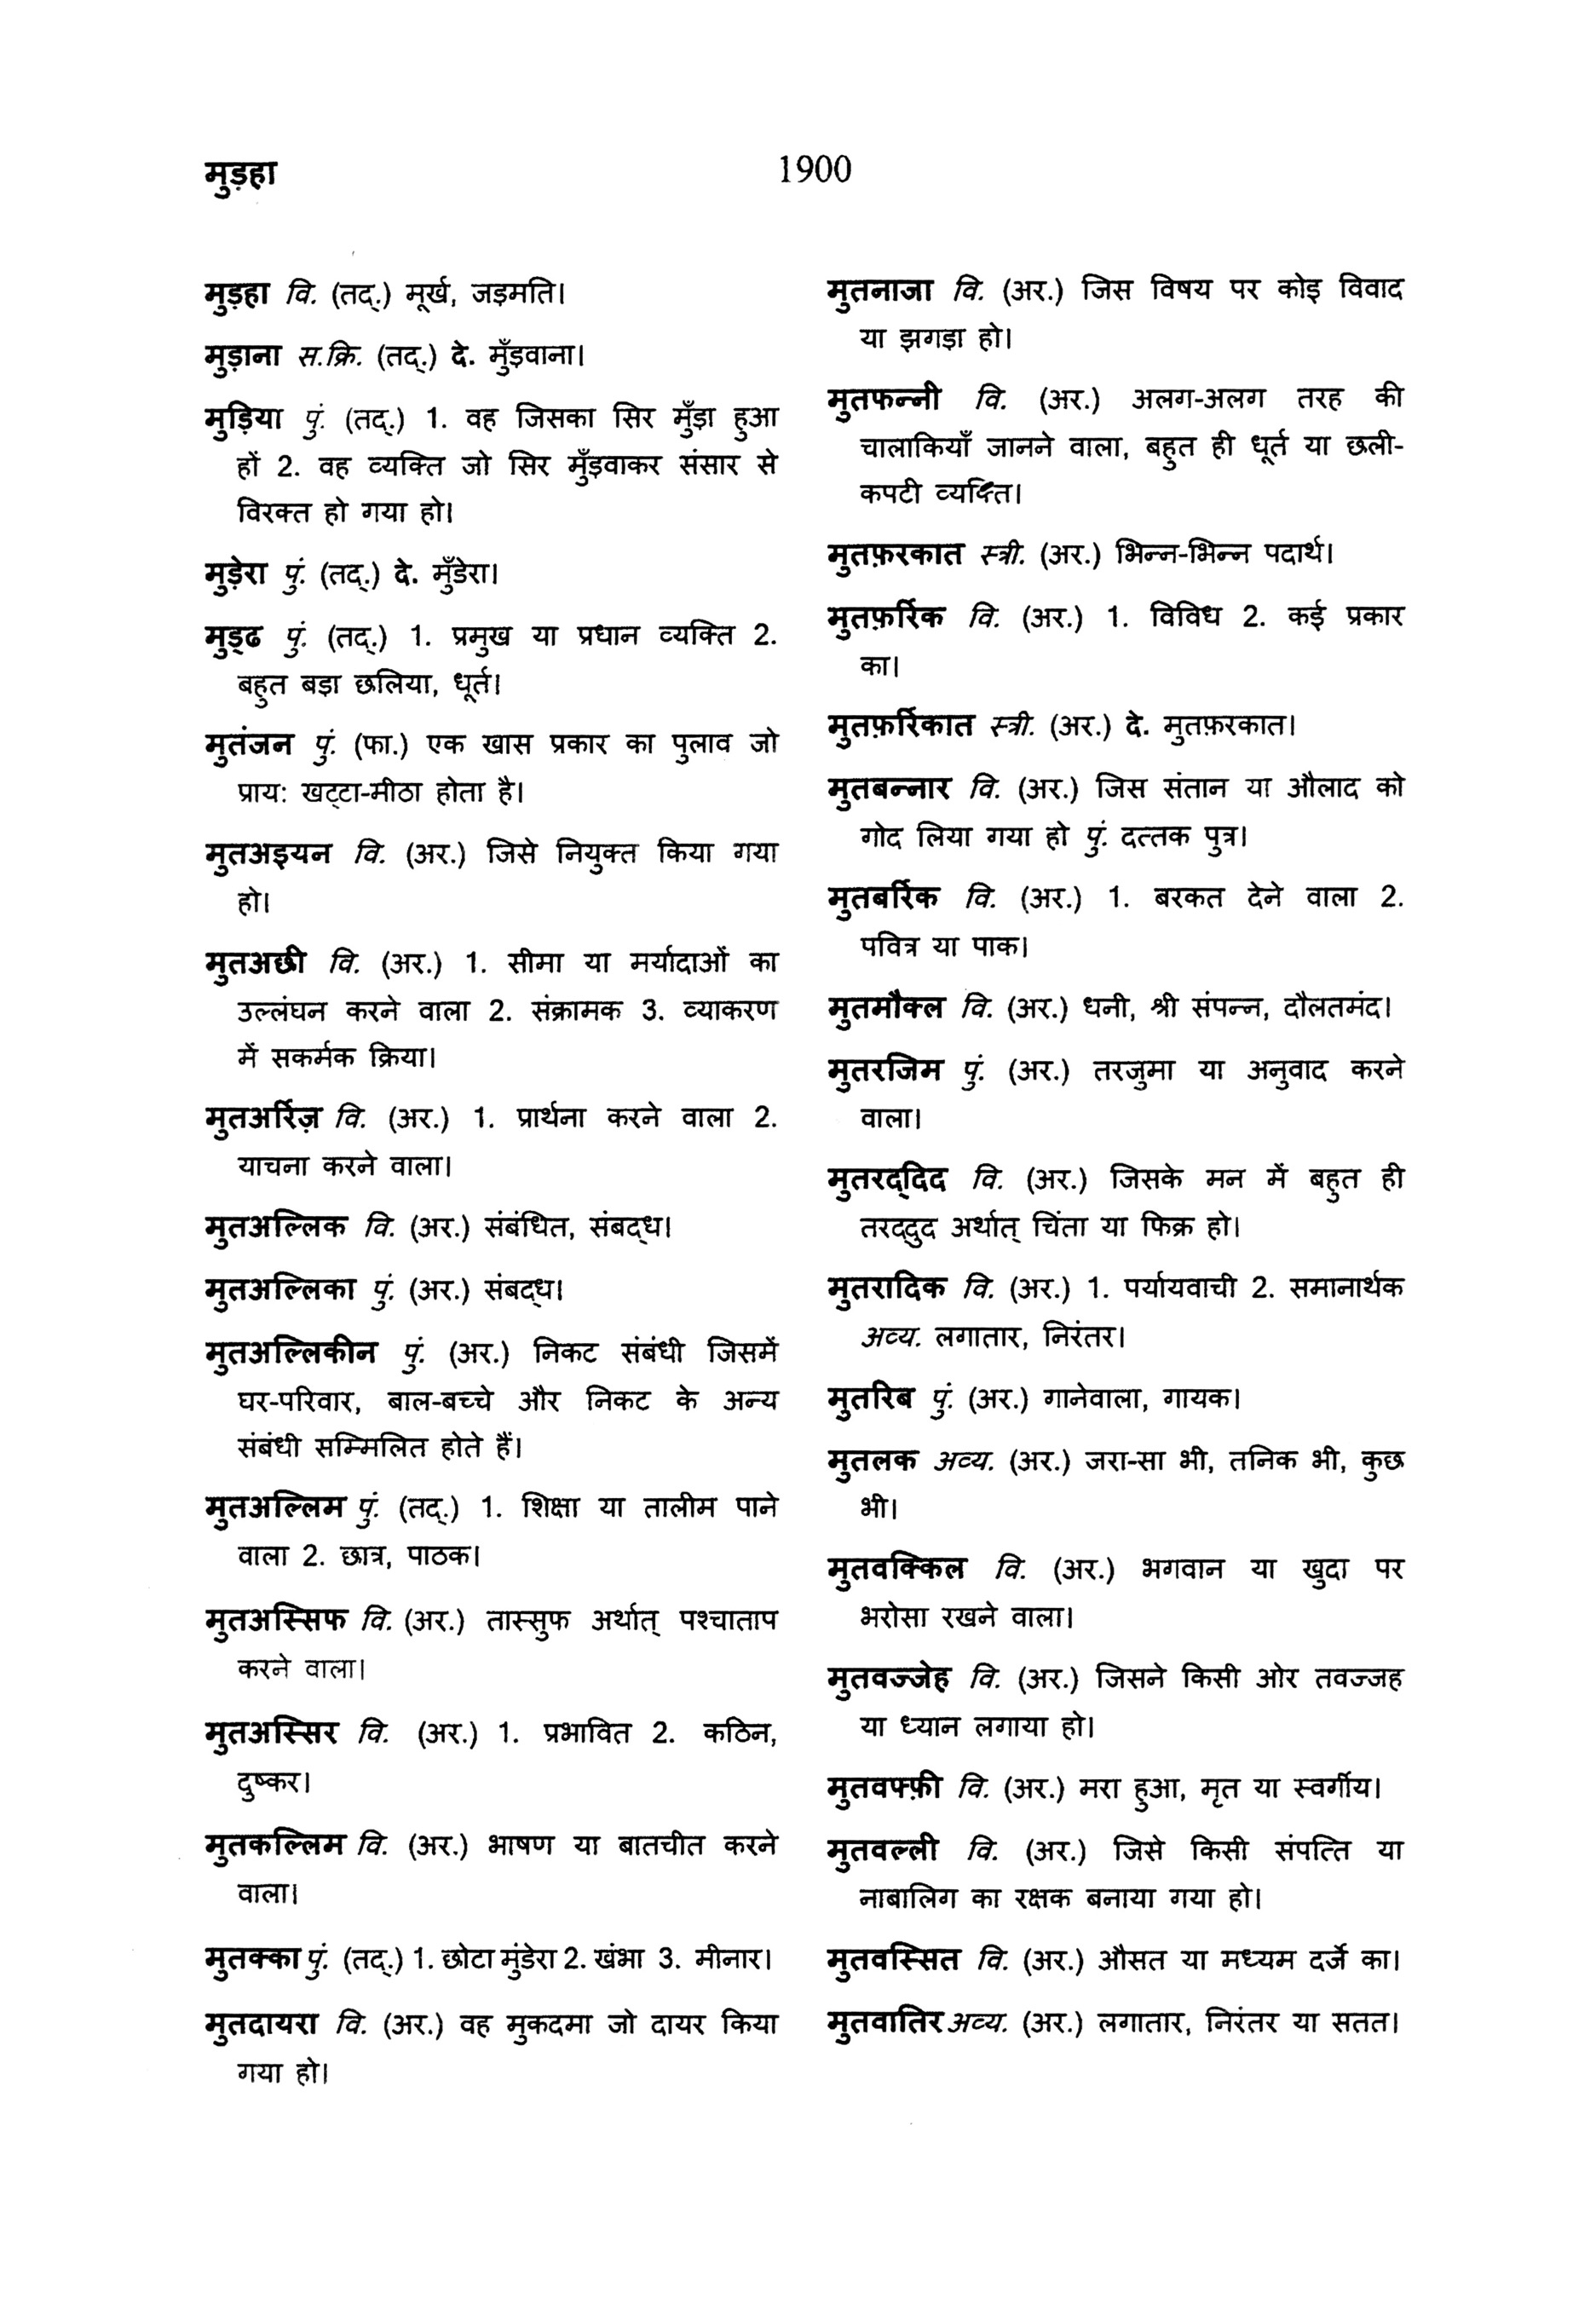 मुड़हा
1900
मुड़हा वि. (तद्.) मूर्ख, जड़मति।
मुड़ाना स.क्रि. (तद्.) दे. मुँड़वाना।
मुड़िया पुं. (तद्.) 1. वह जिसका सिर मुँड़ा हुआ
हों 2. वह व्यक्ति जो सिर मुँड़वाकर संसार से
विरक्त हो गया हो।
मुड़ेरा पुं. (तद्.) दे. मुँडेरा।
मुड्ढ पुं. (तद्.) 1. प्रमुख या प्रधान व्यक्ति 2.
बहुत बड़ा छलिया, धूर्त।
मुतंजन पुं. (फा.) एक खास प्रकार का पुलाव जो
प्राय: खट्टा-मीठा होता है।
मुतअइयन वि. (अर.) जिसे नियुक्त किया गया
हो।
मुतअछी वि. (अर.) 1. सीमा या मर्यादाओं का
उल्लंघन करने वाला 2. संक्रामक 3. व्याकरण
में सकर्मक क्रिया।
मुतअर्रिज़ वि. (अर.) 1. प्रार्थना करने वाला 2.
याचना करने वाला।
मुतअल्लिक वि. (अर.) संबंधित, संबद्ध।
मुतअल्लिका पुं. (अर.) संबद्ध।
मुतअल्लिकीन पुं. (अर.) निकट संबंधी जिसमें
घर-परिवार, बाल-बच्चे और निकट के अन्य
संबंधी सम्मिलित होते हैं।
मुतअल्लिम पुं. (तद्.) 1. शिक्षा या तालीम पाने
वाला 2. छात्र, पाठक।
मुतअस्सिफ वि. (अर.) तास्सुफ अर्थात् पश्चाताप
करने वाला।
मुतअस्सिर वि. (अर.) 1. प्रभावित 2. कठिन,
दुष्कर।
मुतकल्लिम वि. (अर.) भाषण या बातचीत करने
वाला।
मुतक्का पुं. (तद्.) 1. छोटा मुंडेरा 2. खंभा 3. मीनार।
मुतदायरा वि. (अर.) वह मुकदमा जो दायर किया
गया हो।
मुतनाजा वि. (अर.) जिस विषय पर कोइ विवाद
या झगड़ा हो।
मुतफन्नी वि. (अर.) अलग-अलग तरह की
चालाकियाँ जानने वाला, बहुत ही धूर्त या छली-
कपटी व्यक्ति।
मुतफ़रकात स्त्री. (अर.) भिन्न-भिन्न पदार्थ।
मुतफ़र्रिक वि. (अर.) 1. विविध 2. कई प्रकार
का।
मुतफ़र्रिकात स्त्री. (अर.) दे. मुतफ़रकात।
मुतबन्नार वि. (अर.) जिस संतान या औलाद को
गोद लिया गया हो पुं. दत्तक पुत्र।
मुतबर्रिक वि. (अर.) 1. बरकत देने वाला 2.
पवित्र या पाक।
मुतमौक्ल वि. (अर.) धनी, श्री संपन्न, दौलतमंद।
मुतरजिम पुं. (अर.) तरजुमा या अनुवाद करने
वाला।
मुतरद्दिद वि. (अर.) जिसके मन में बहुत ही
तरद्दुद अर्थात् चिंता या फिक्र हो।
मुतरादिक वि. (अर.) 1. पर्यायवाची 2. समानार्थक
अव्य. लगातार, निरंतर।
मुतरिब पुं. (अर.) गानेवाला, गायक।
मुतलक अव्य. (अर.) जरा-सा भी, तनिक भी, कुछ
भी।
मुतवक्किल वि. (अर.) भगवान या खुदा पर
भरोसा रखने वाला।
मुतवज्जेह वि. (अर.) जिसने किसी ओर तवज्जह
या ध्यान लगाया हो।
मुतवफ्फ़ी वि. (अर.) मरा हुआ, मृत या स्वर्गीय।
मुतवल्ली वि. (अर.) जिसे किसी संपत्ति या
नाबालिग का रक्षक बनाया गया हो।
मुतवस्सित वि. (अर.) औसत या मध्यम दर्जे का।
मुतवातिर अव्य. (अर.) लगातार, निरंतर या सतत।